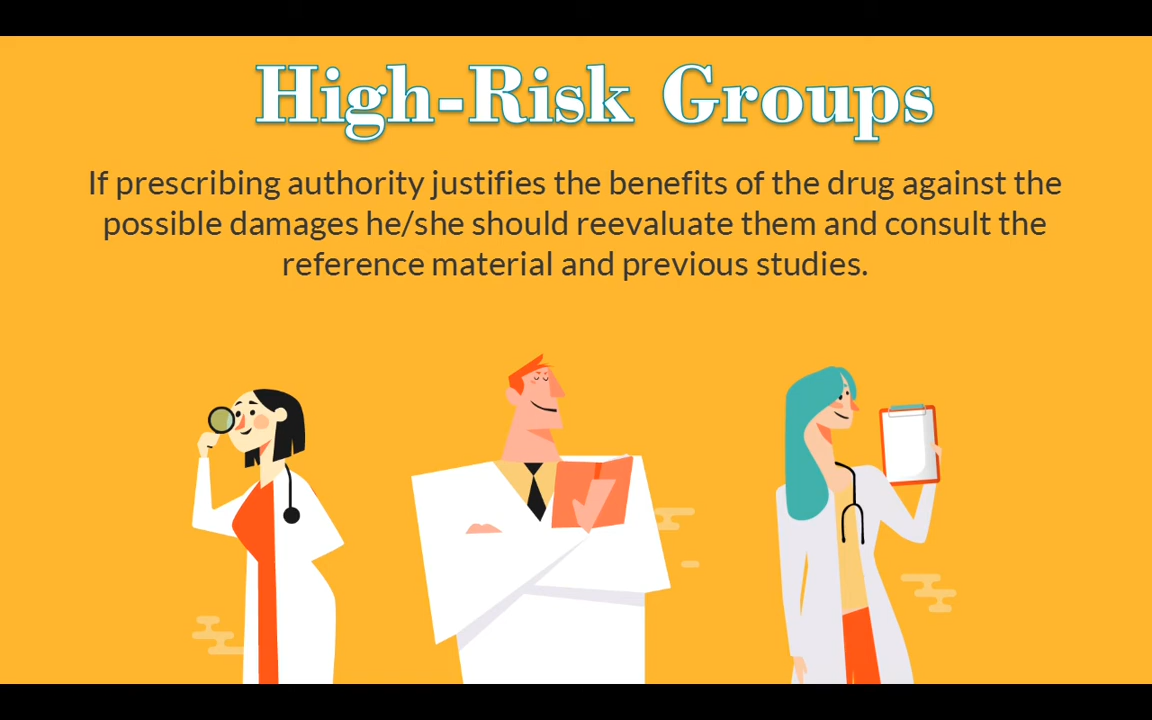 High-Risk Groups
If prescribing authority justifies the benefits of the drug against the
possible damages he/she should reevaluate them and consult the
reference material and previous studies.